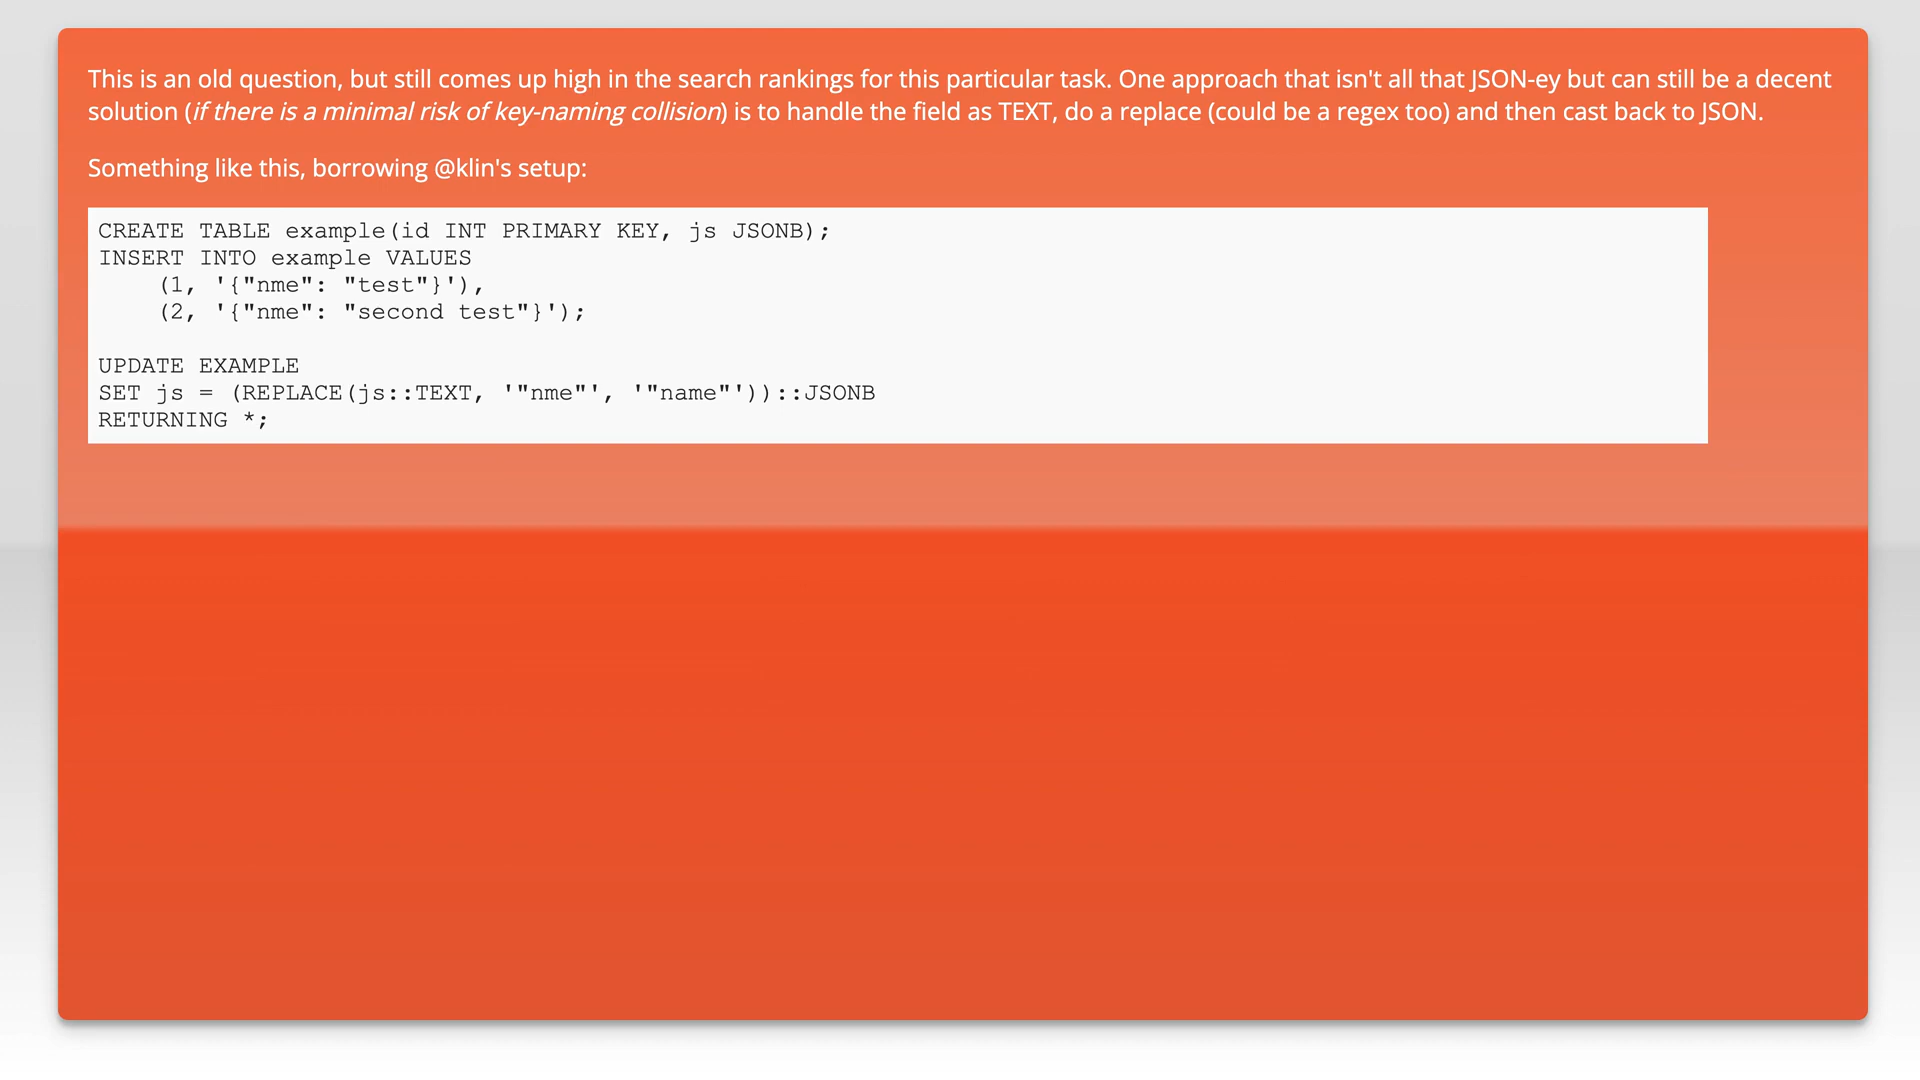 This is an old question, but still comes up high in the search rankings for this particular task. One approach that isn't all that JSON-ey but can still be a decent
solution (if there is a minimal risk of key-naming collision) is to handle the field as TEXT, do a replace (could be a regex too) and then cast back to JSON.
Something like this, borrowing @klin's setup:
CREATE TABLE example(id INT PRIMARY KEY, js JSONB);
INSERT INTO example VALUES
    (1, '{"nme": "test"}'),
    (2, '{"nme": "second test"}');
UPDATE EXAMPLE
SET js = (REPLACE(js::TEXT, '"nme"', '"name"'))::JSONB
RETURNING *;